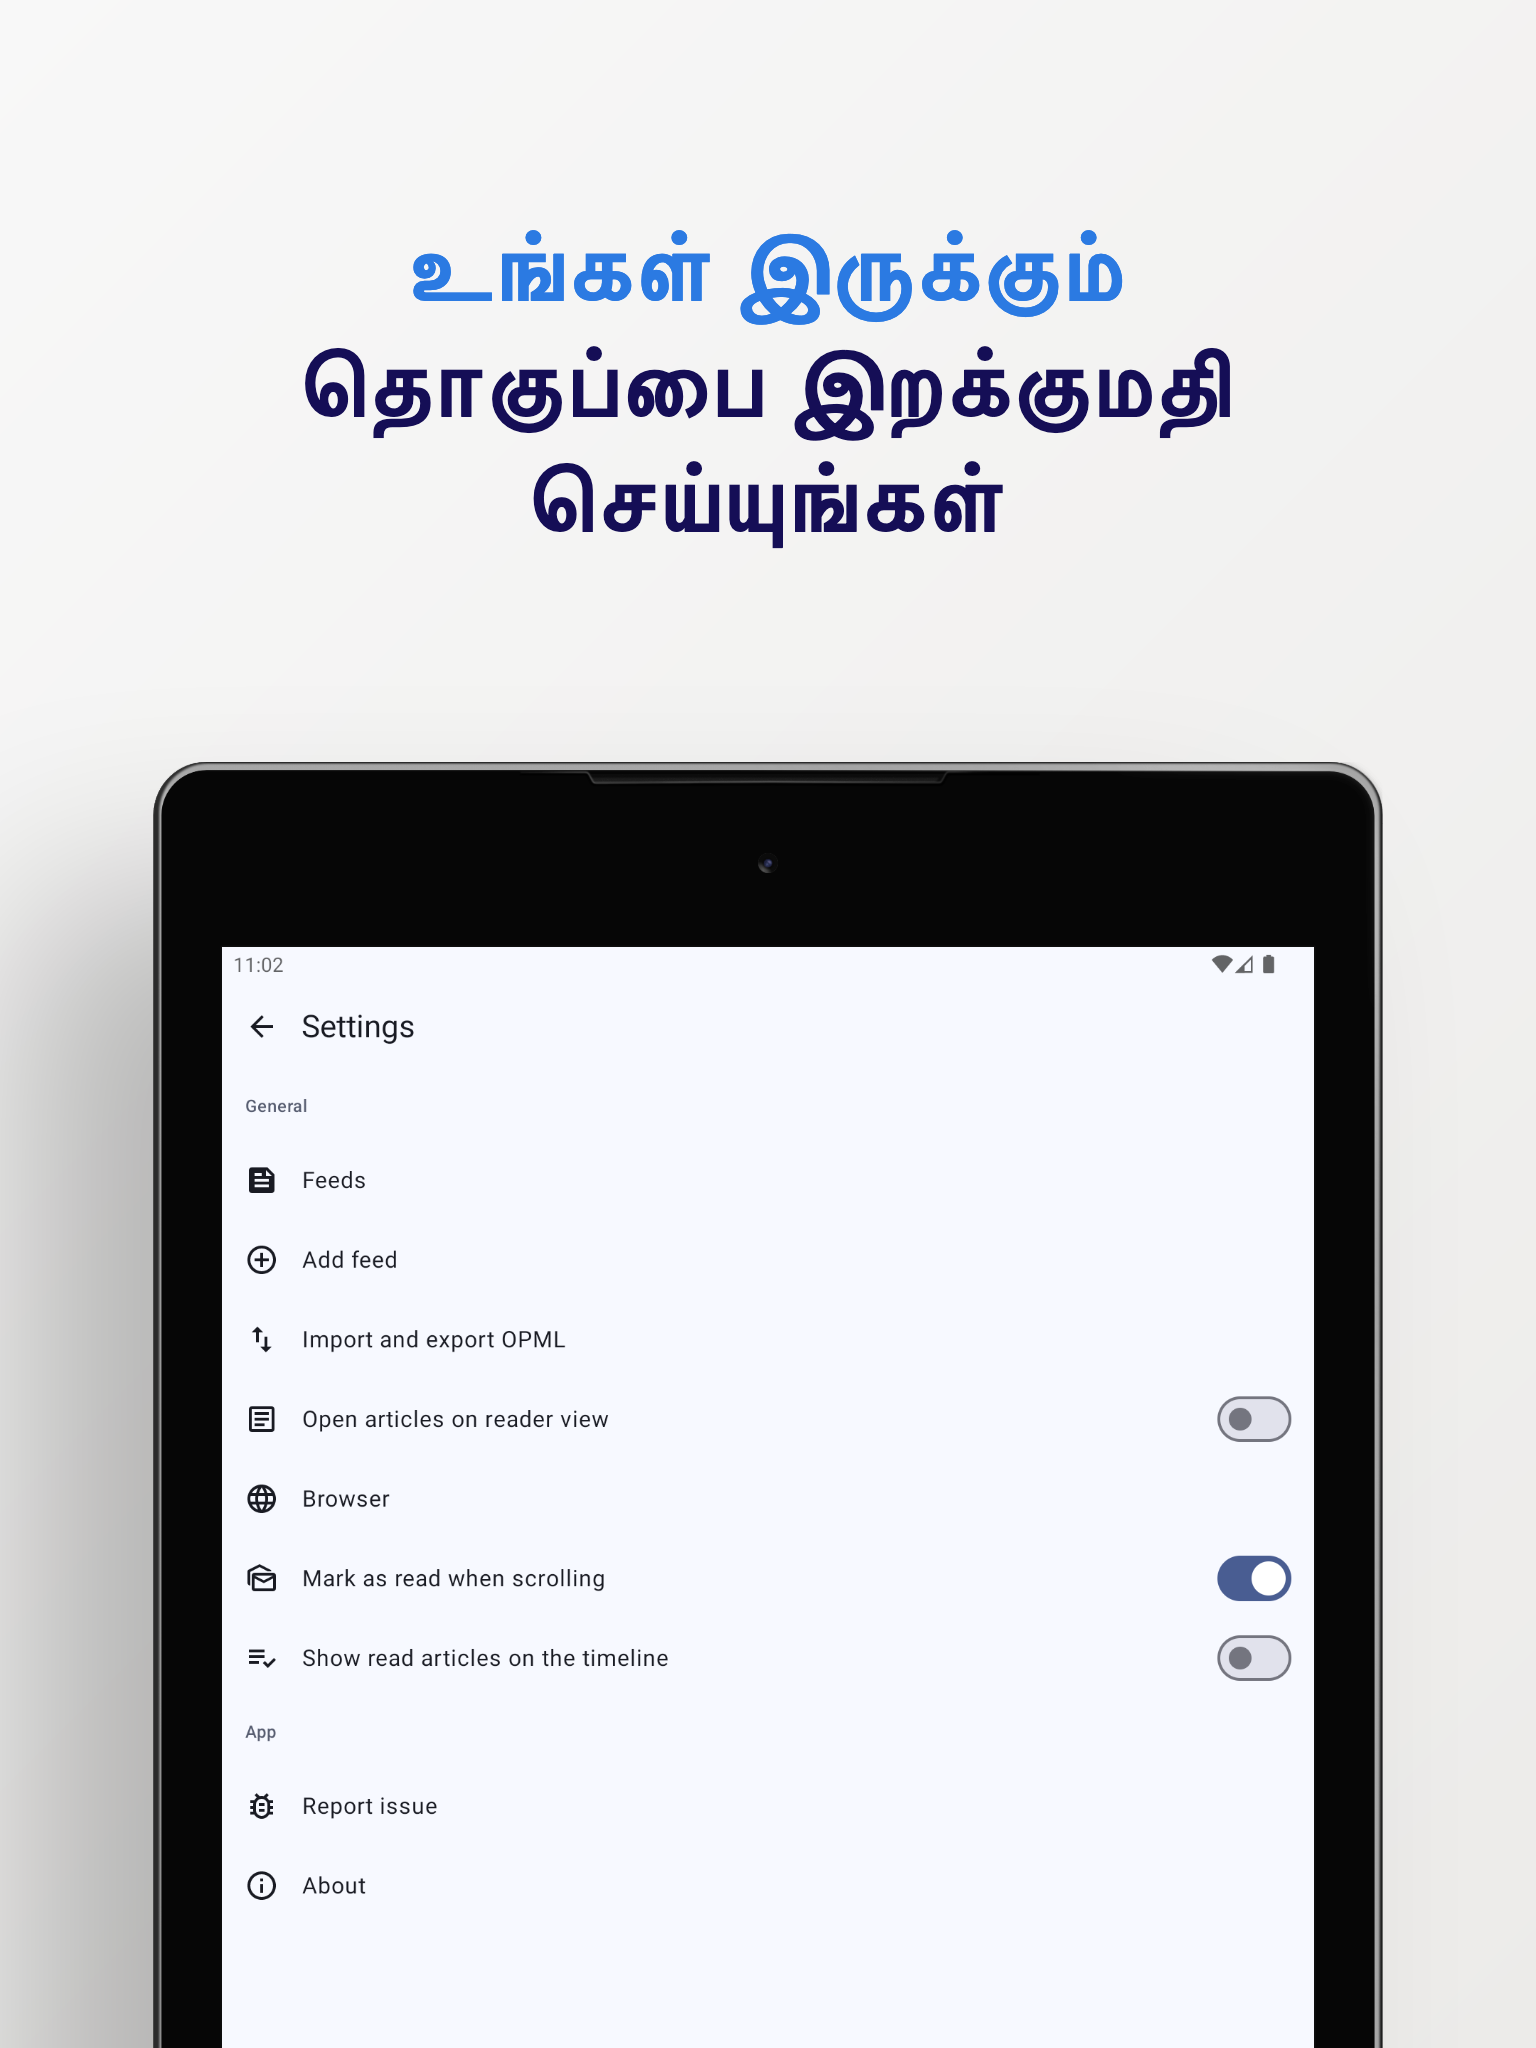 உங்கள் இருக்கும்
தொகுப்பை இறக்குமதி
செய்யுங்கள்
11:02
Settings
General
Feeds
Add feed
Import and export OPML
Open articles on reader view
Browser
Mark as read when scrolling
Show read articles on the timeline
App
Report issue
About